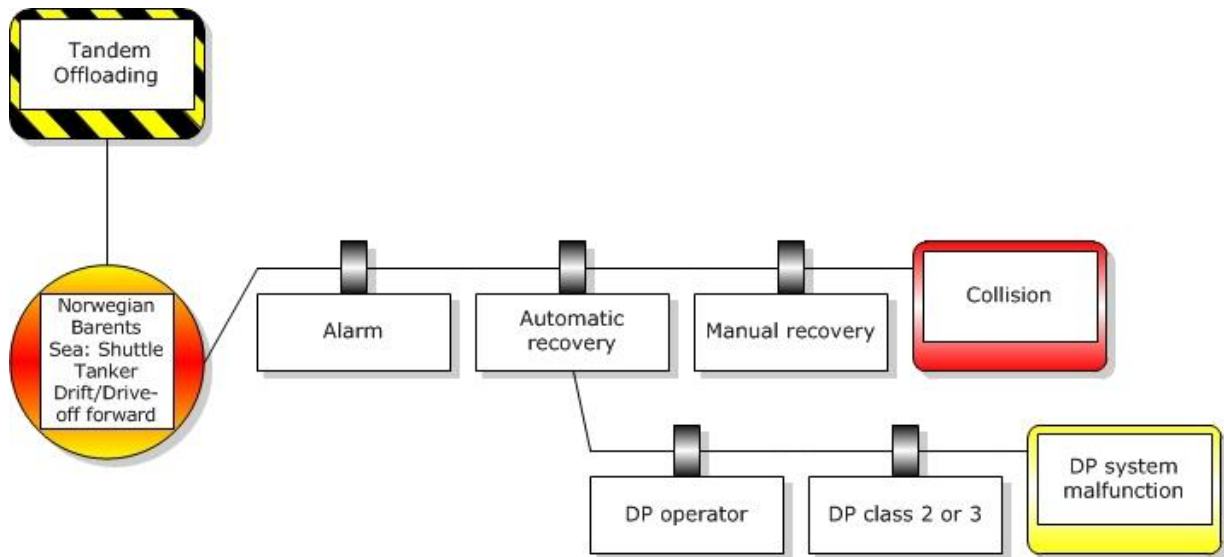 Tandem
Offloading
Norwegian
Barents
Sea: Shuttle
Tanker
Drift/Drive-
off forward
Alarm
Automatic
recovery
Manual recovery
Collision
DP operator
DP class 2 or 3
DP system
malfunction